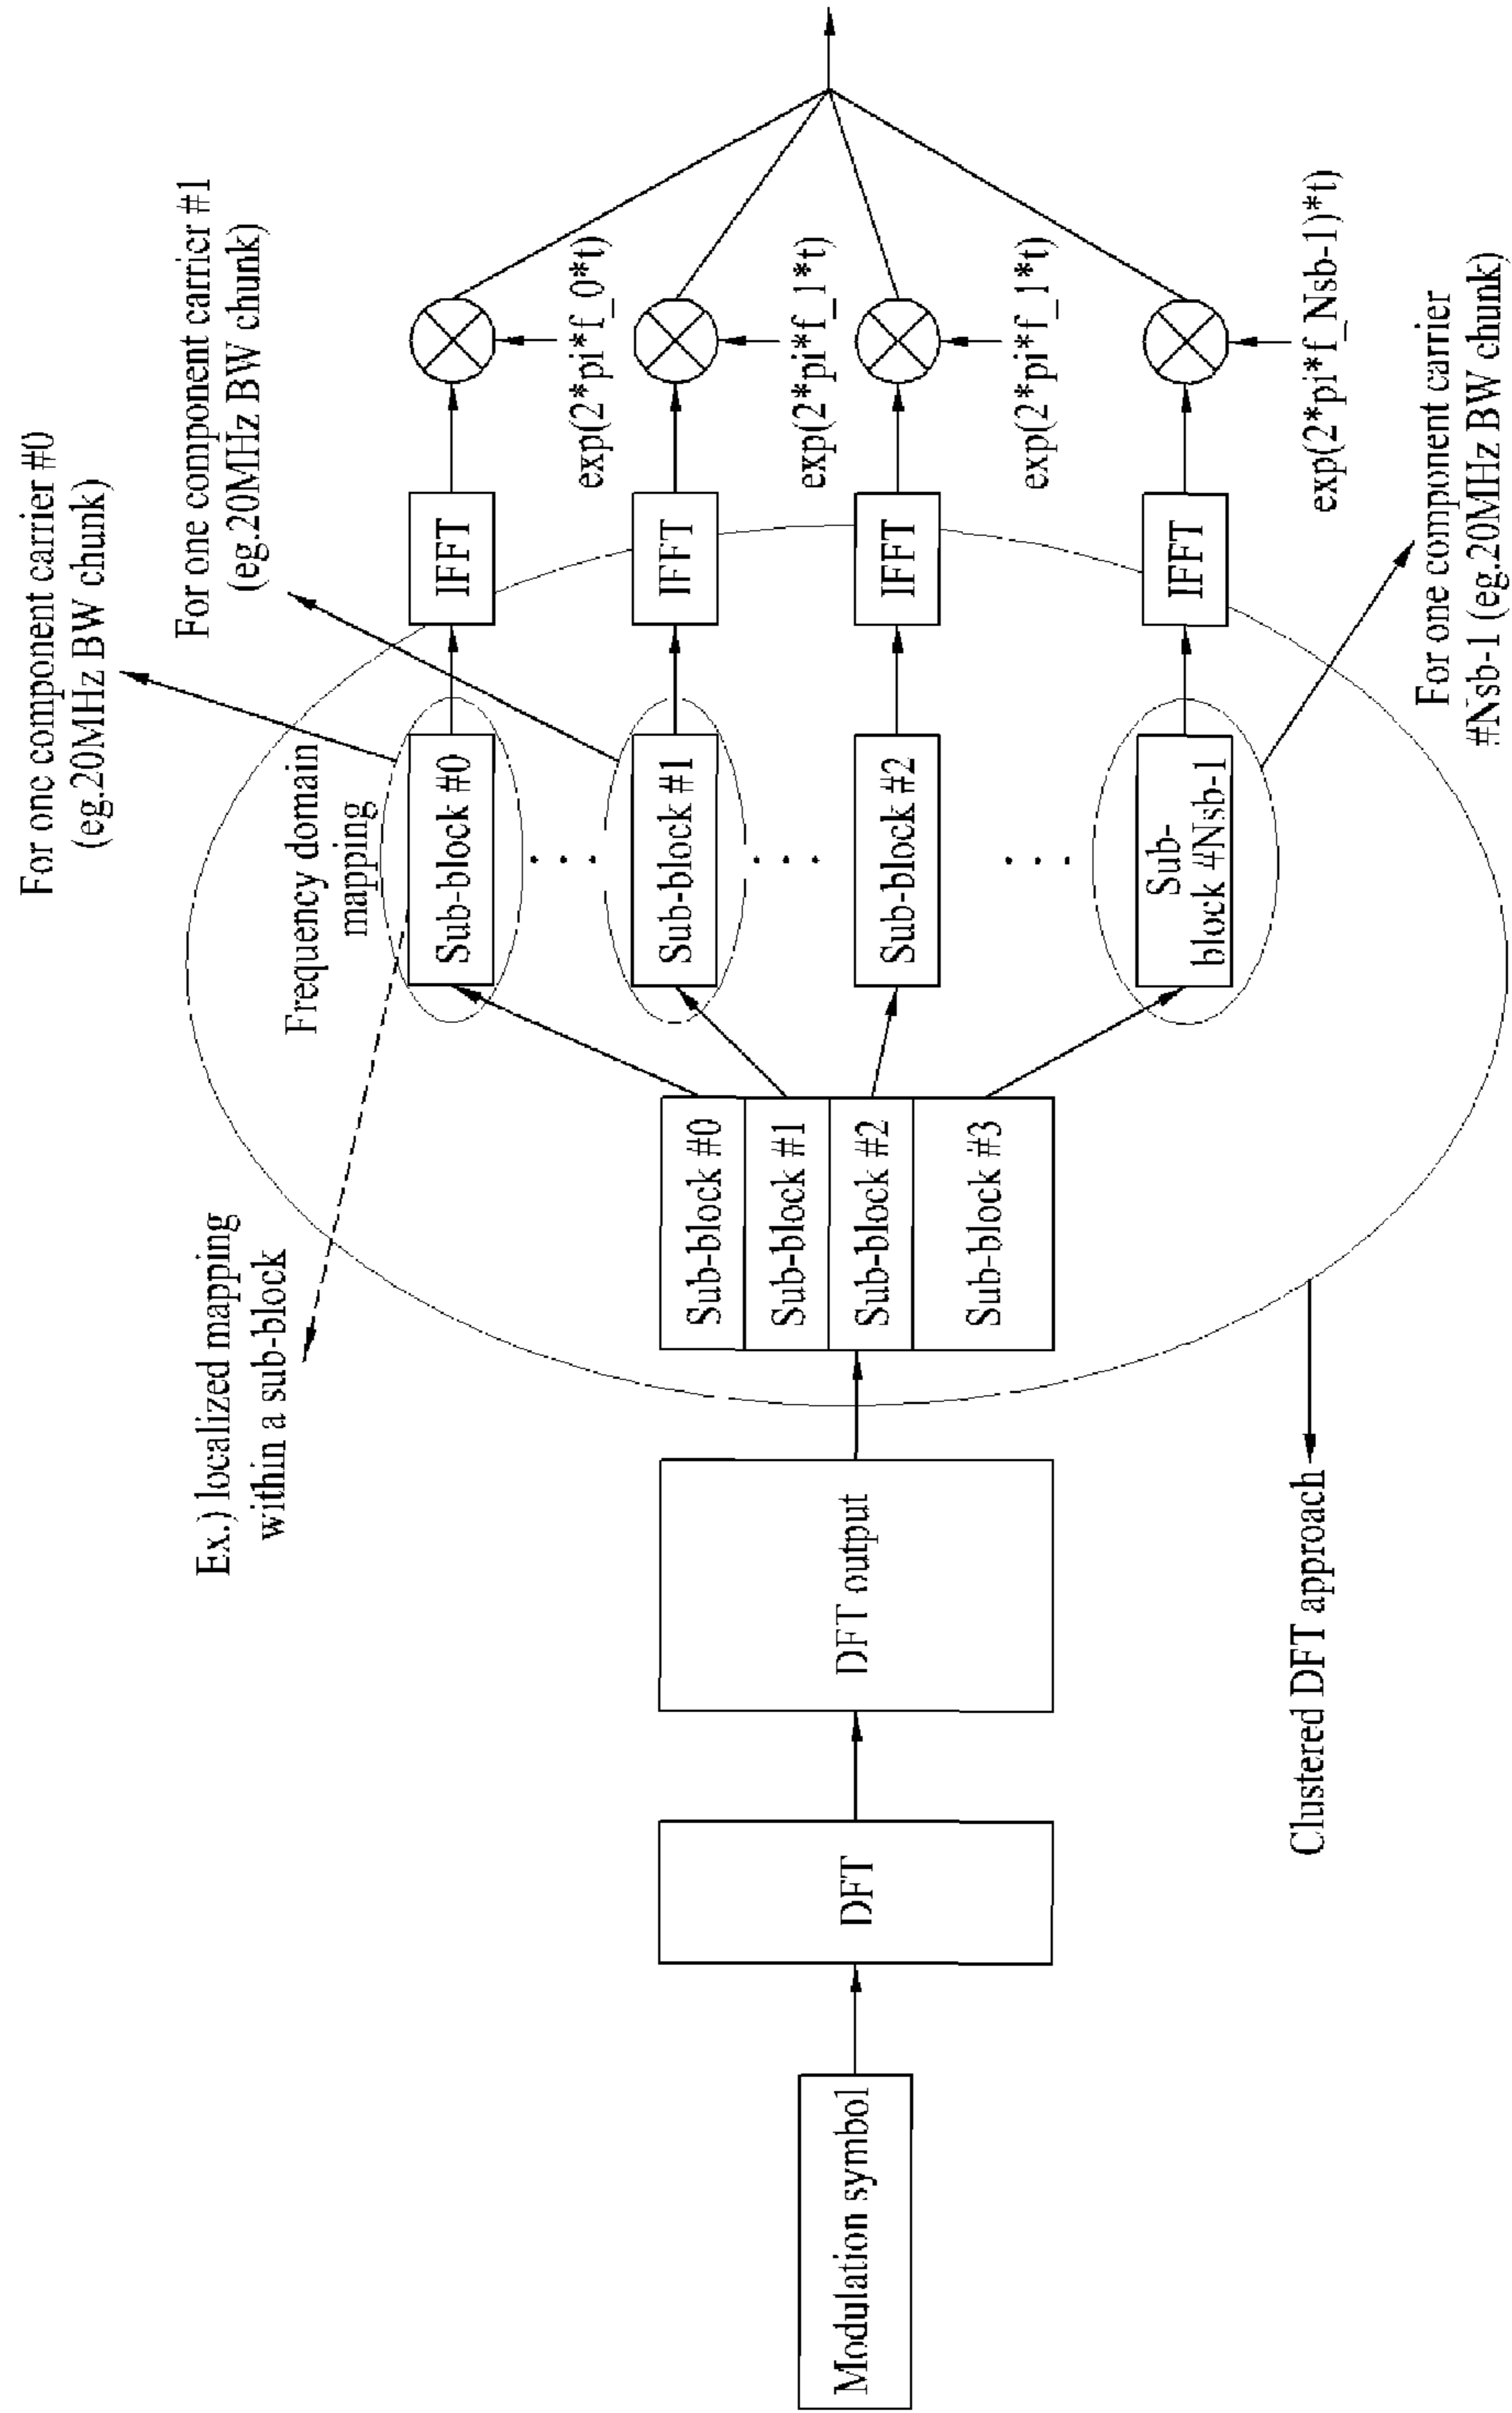 Modulation symbol
DFT
DFT output
Sub-block #0
Sub-block #1
Sub-block #2
Sub-block #3
Clustered DFT approach
Ex.) localized mapping
within a sub-block
Frequency domain
mapping
Sub-block #0
Sub-block #1
Sub-block #2
Sub-
block #Nsb-1
For one component carrier #0
(eg.20MHz BW chunk)
For one component carrier #1
(eg.20MHz BW chunk)
For one component carrier
#Nsb-1 (eg.20MHz BW chunk)
IFFT
IFFT
IFFT
IFFT
exp(2*pi*f_0*t)
exp(2*pi*f_1*t)
exp(2*pi*f_1*t)
exp(2*pi*f_Nsb-1)*t)